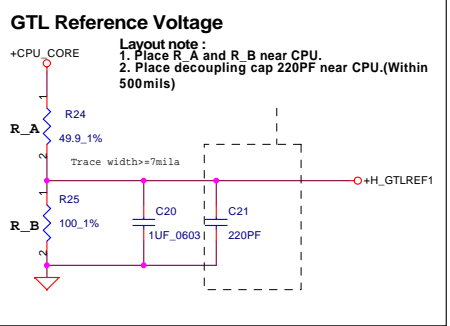 GTL Reference Voltage
Layout note :
1. Place R_A and R_B near CPU.
2. Place decoupling cap 220PF near CPU.(Within
500mils)
+CPU_CORE
1
R24
R_A
49.9_1%
2
Trace width>=7mila
+H_GTLREF1
1
R25
R_B
100_1%
2
C20
1UF_0603
C21
220PF